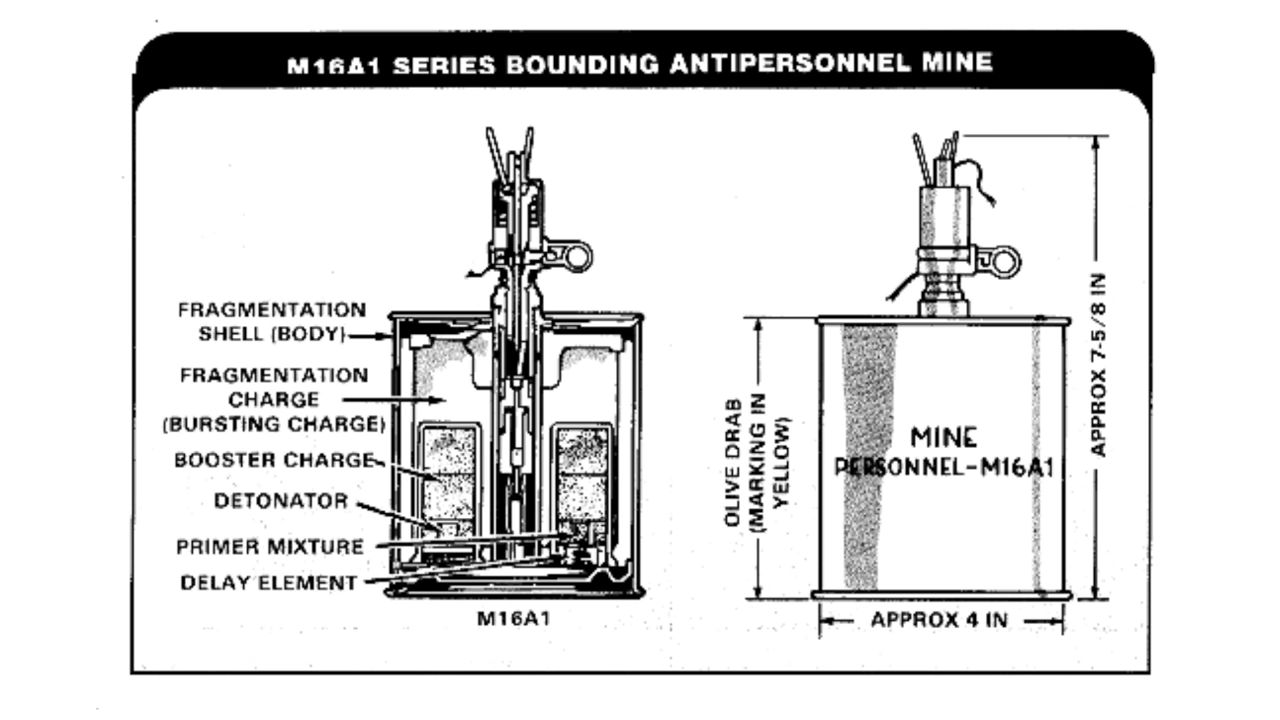 M16A1 SERIES BOUNDING ANTIPERSONNEL MINE
FRAGMENTATION
SHELL (BODY)
FRAGMENTATION
CHARGE
(BURSTING CHARGE)
BOOSTER CHARGE
DETONATOR
PRIMER MIXTURE
DELAY ELEMENT
M16A1
OLIVE DRAB
(MARKING IN
YELLOW)
MINE
PERSONNEL-M16A1
APPROX 7-5/8 IN
APPROX 4 IN